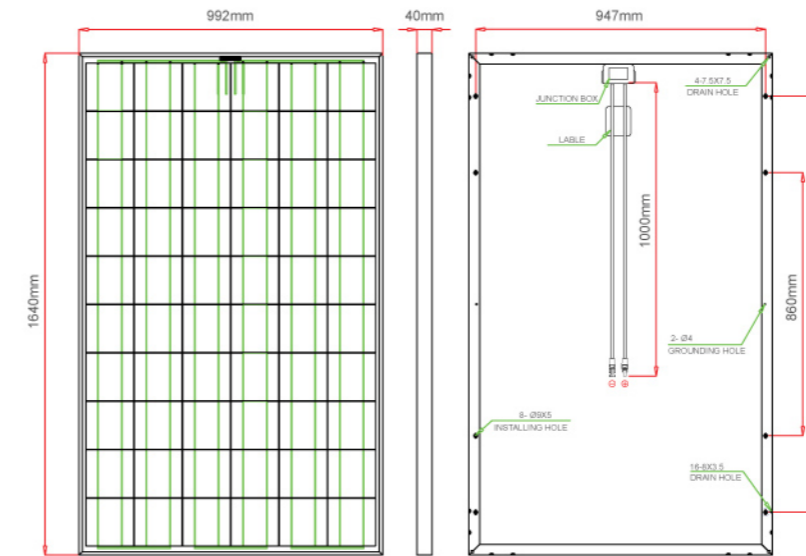 992mm
40mm
947mm
1640mm
4-7.5X7.5
DRAIN HOLE
JUNCTION BOX
LABLE
1000mm
860mm
2- Ø4
GROUNDING HOLE
8- Ø9X5
INSTALLING HOLE
16-8X3.5
DRAIN HOLE